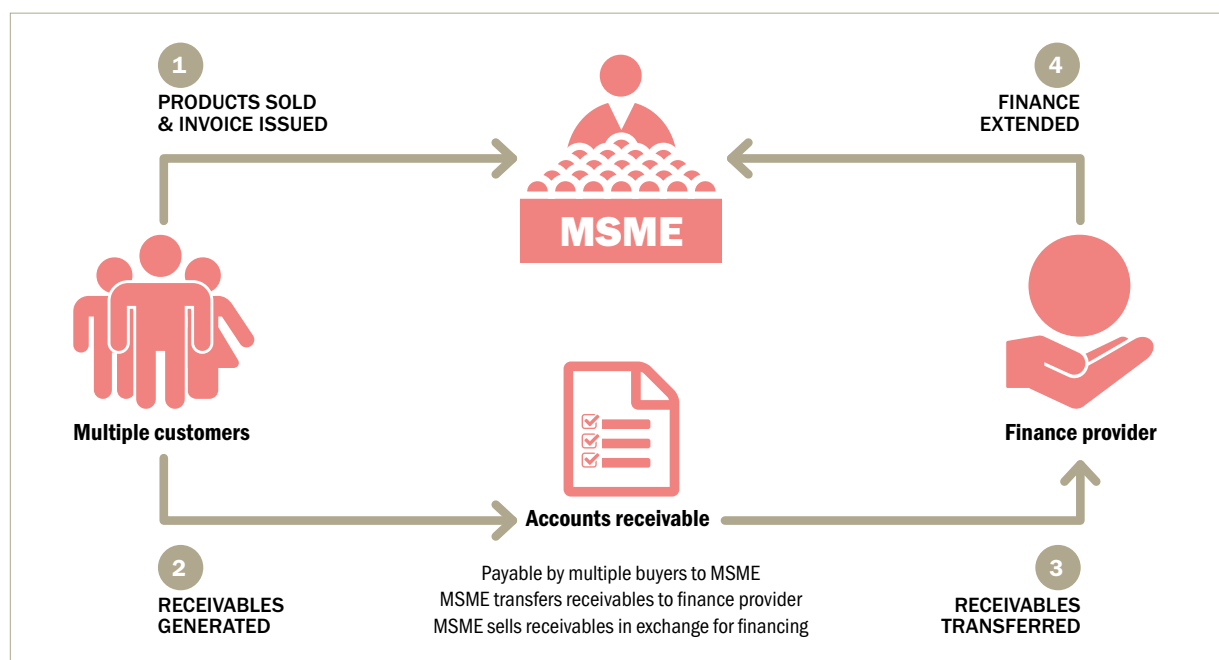 1
PRODUCTS SOLD
& INVOICE ISSUED
4
FINANCE
EXTENDED
MSME
Multiple customers
Finance provider
Accounts receivable
2
RECEIVABLES
GENERATED
Payable by multiple buyers to MSME
MSME transfers receivables to finance provider
MSME sells receivables in exchange for financing
3
RECEIVABLES
TRANSFERRED